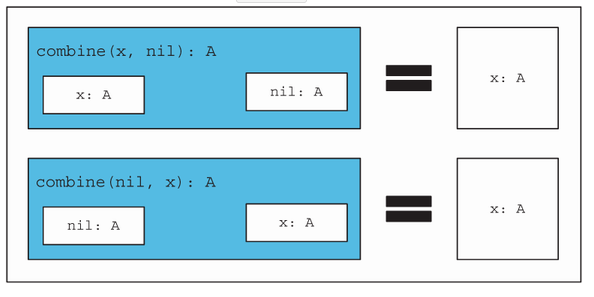 combine(x, nil): A
x: A
nil: A
x: A
combine(nil, x): A
nil: A
x: A
x: A